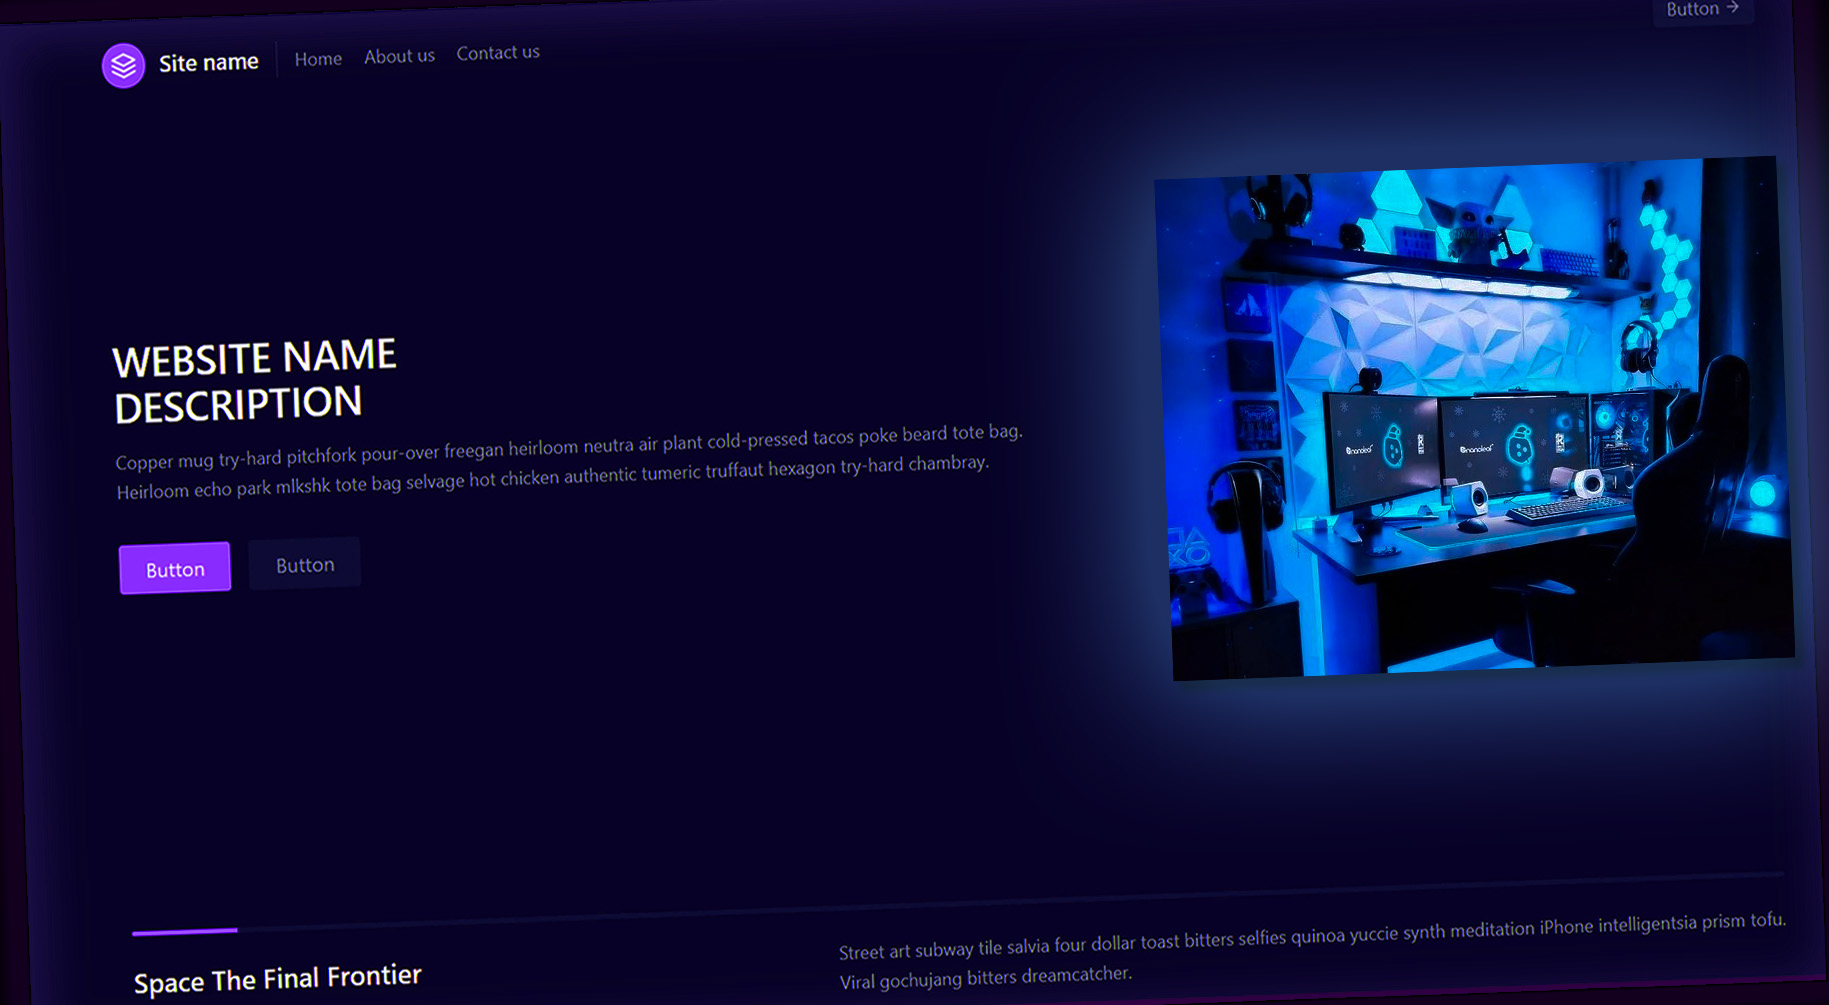 Button →
Site name
Home
About us
Contact us
WEBSITE NAME
DESCRIPTION
Copper mug try-hard pitchfork pour-over freegan heirloom neutra air plant cold-pressed tacos poke beard tote bag.
Heirloom echo park mlkshk tote bag selvage hot chicken authentic tumeric truffaut hexagon try-hard chambray.
Button
Button
nanoleaf
nanoleaf
Space The Final Frontier
Street art subway tile salvia four dollar toast bitters selfies quinoa yuccie synth meditation iPhone intelligentsia prism tofu.
Viral gochujang bitters dreamcatcher.